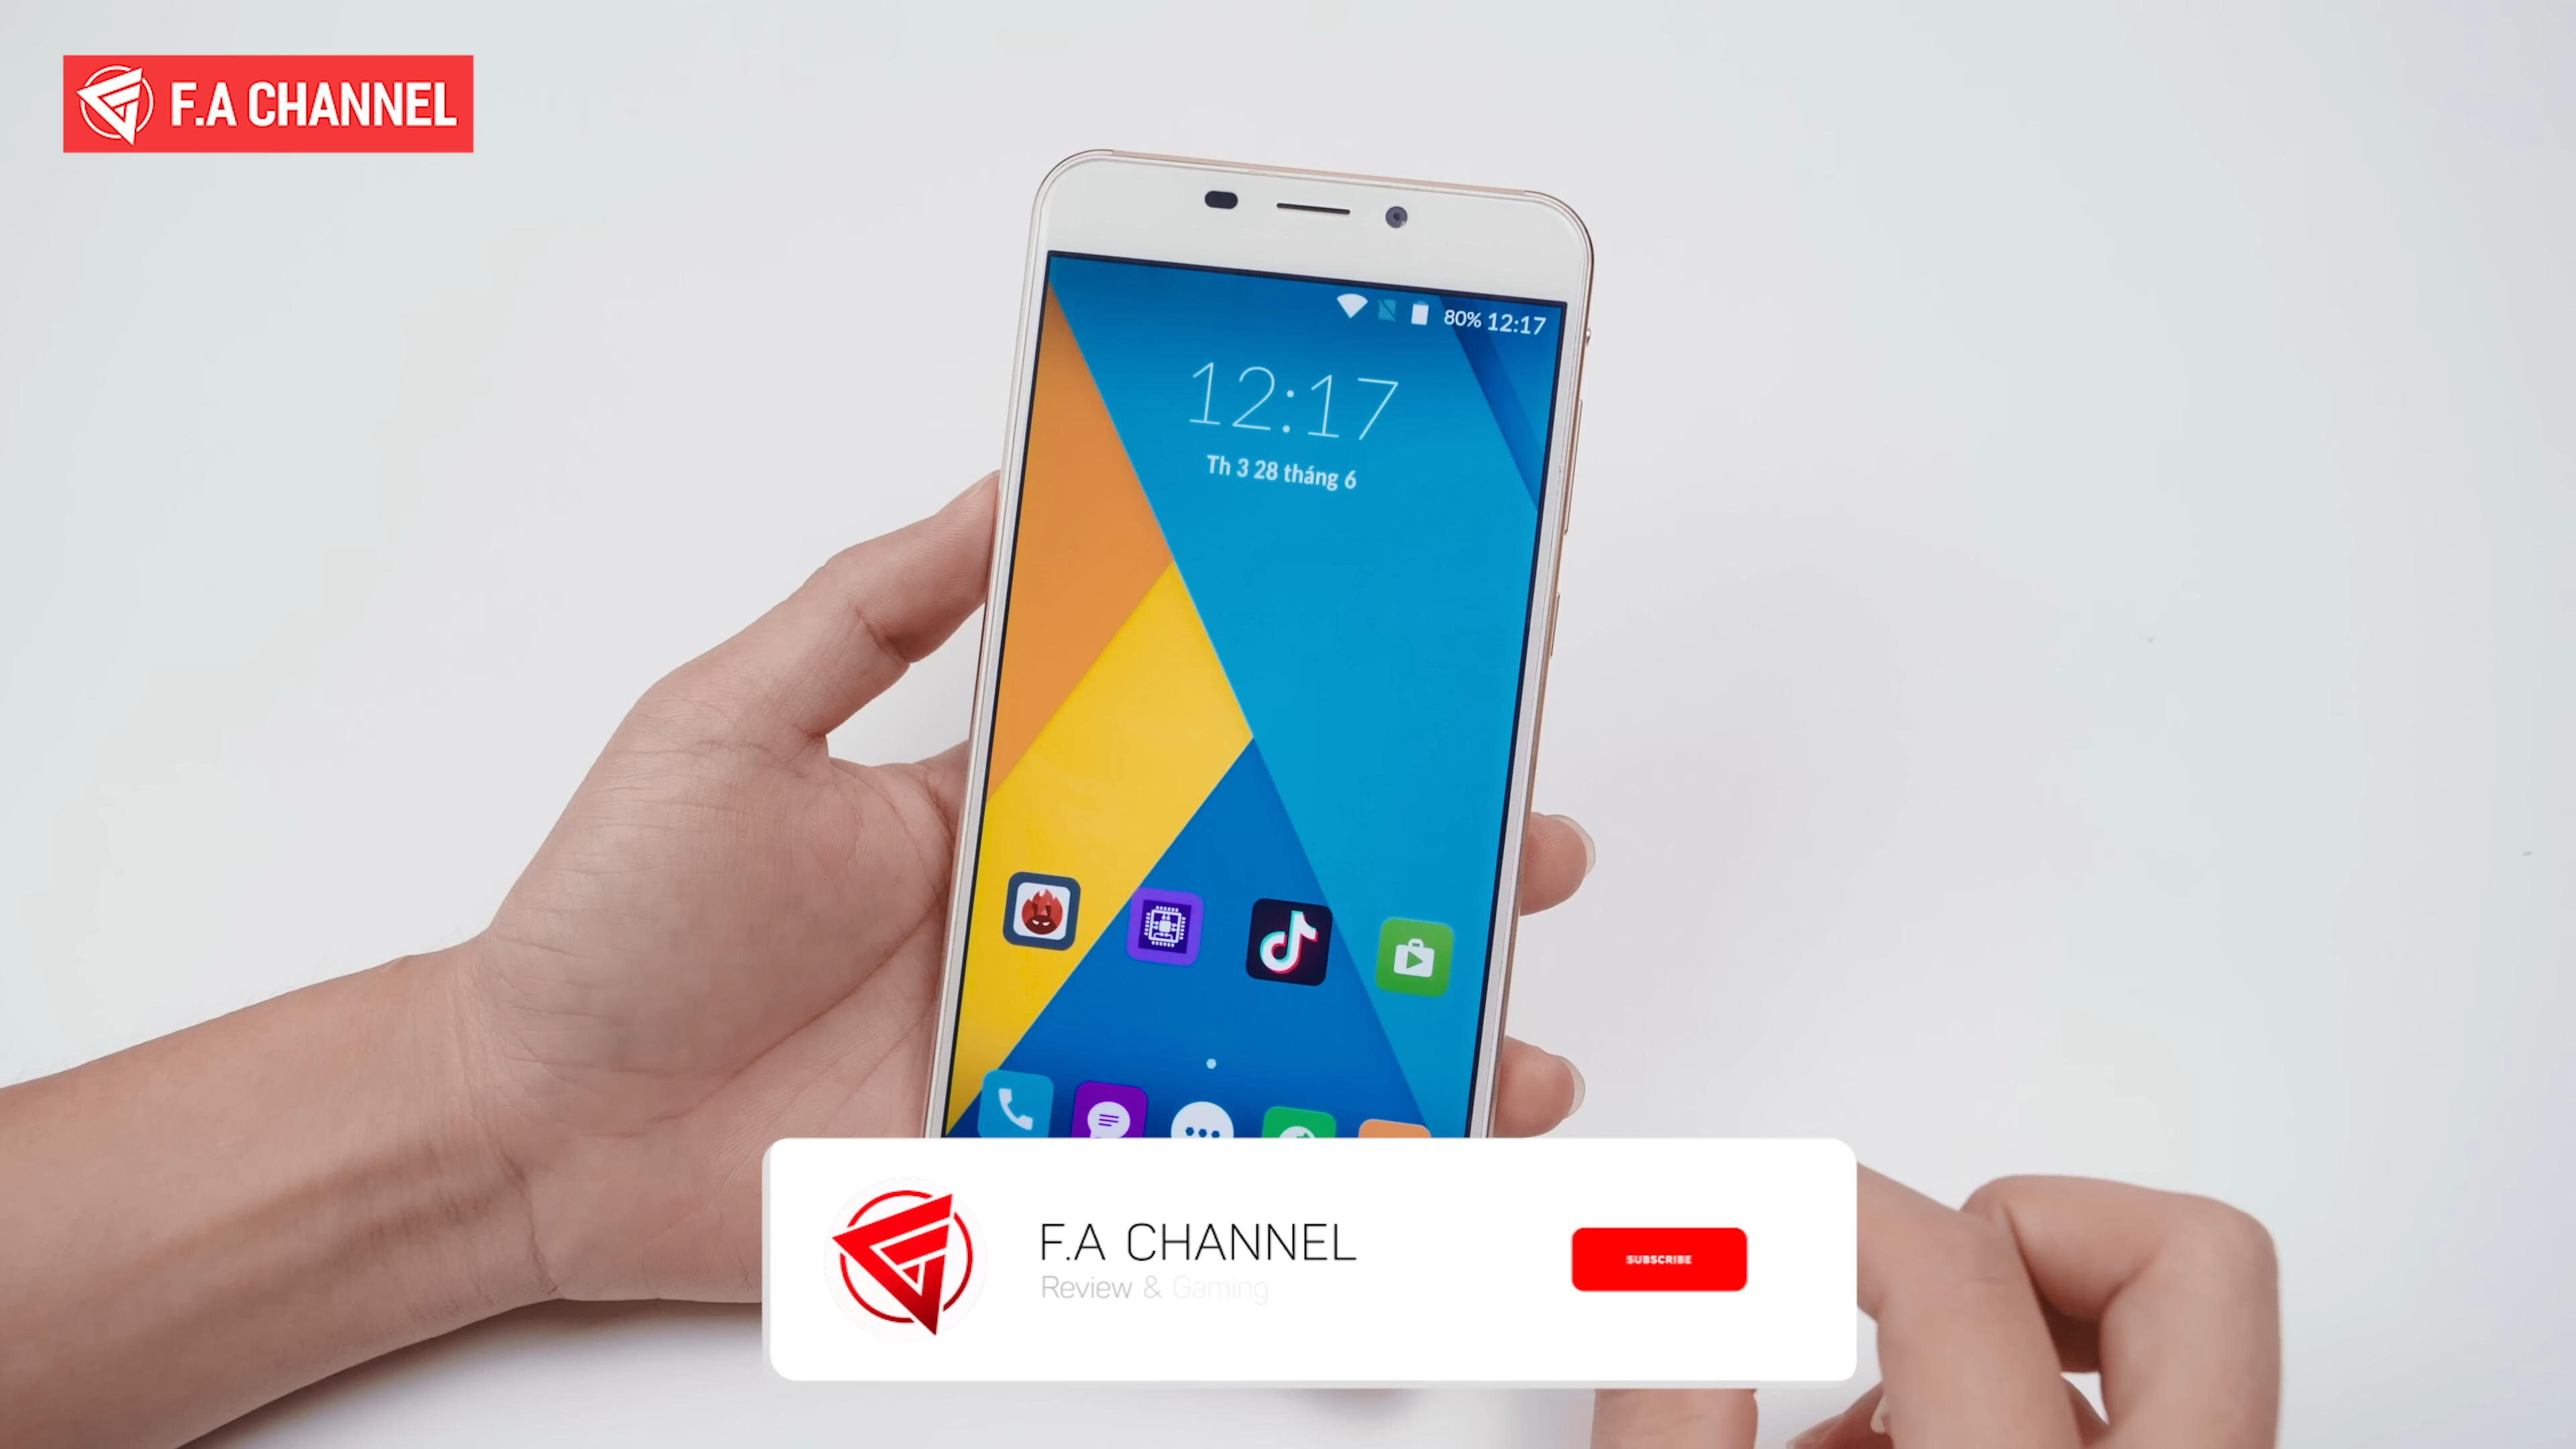 F.A CHANNEL
80% 12:17
12:17
Th 3 28 tháng 6
F.A CHANNEL
Review & Gaming
SUBSCRIBE